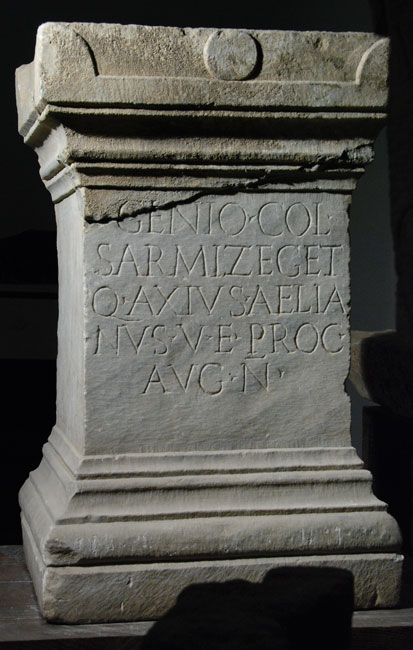 GENIO·COL·
SARMIZEGET
Q·AXIVS·AELIA
NVS·V·E·PROC·
AVG·N·